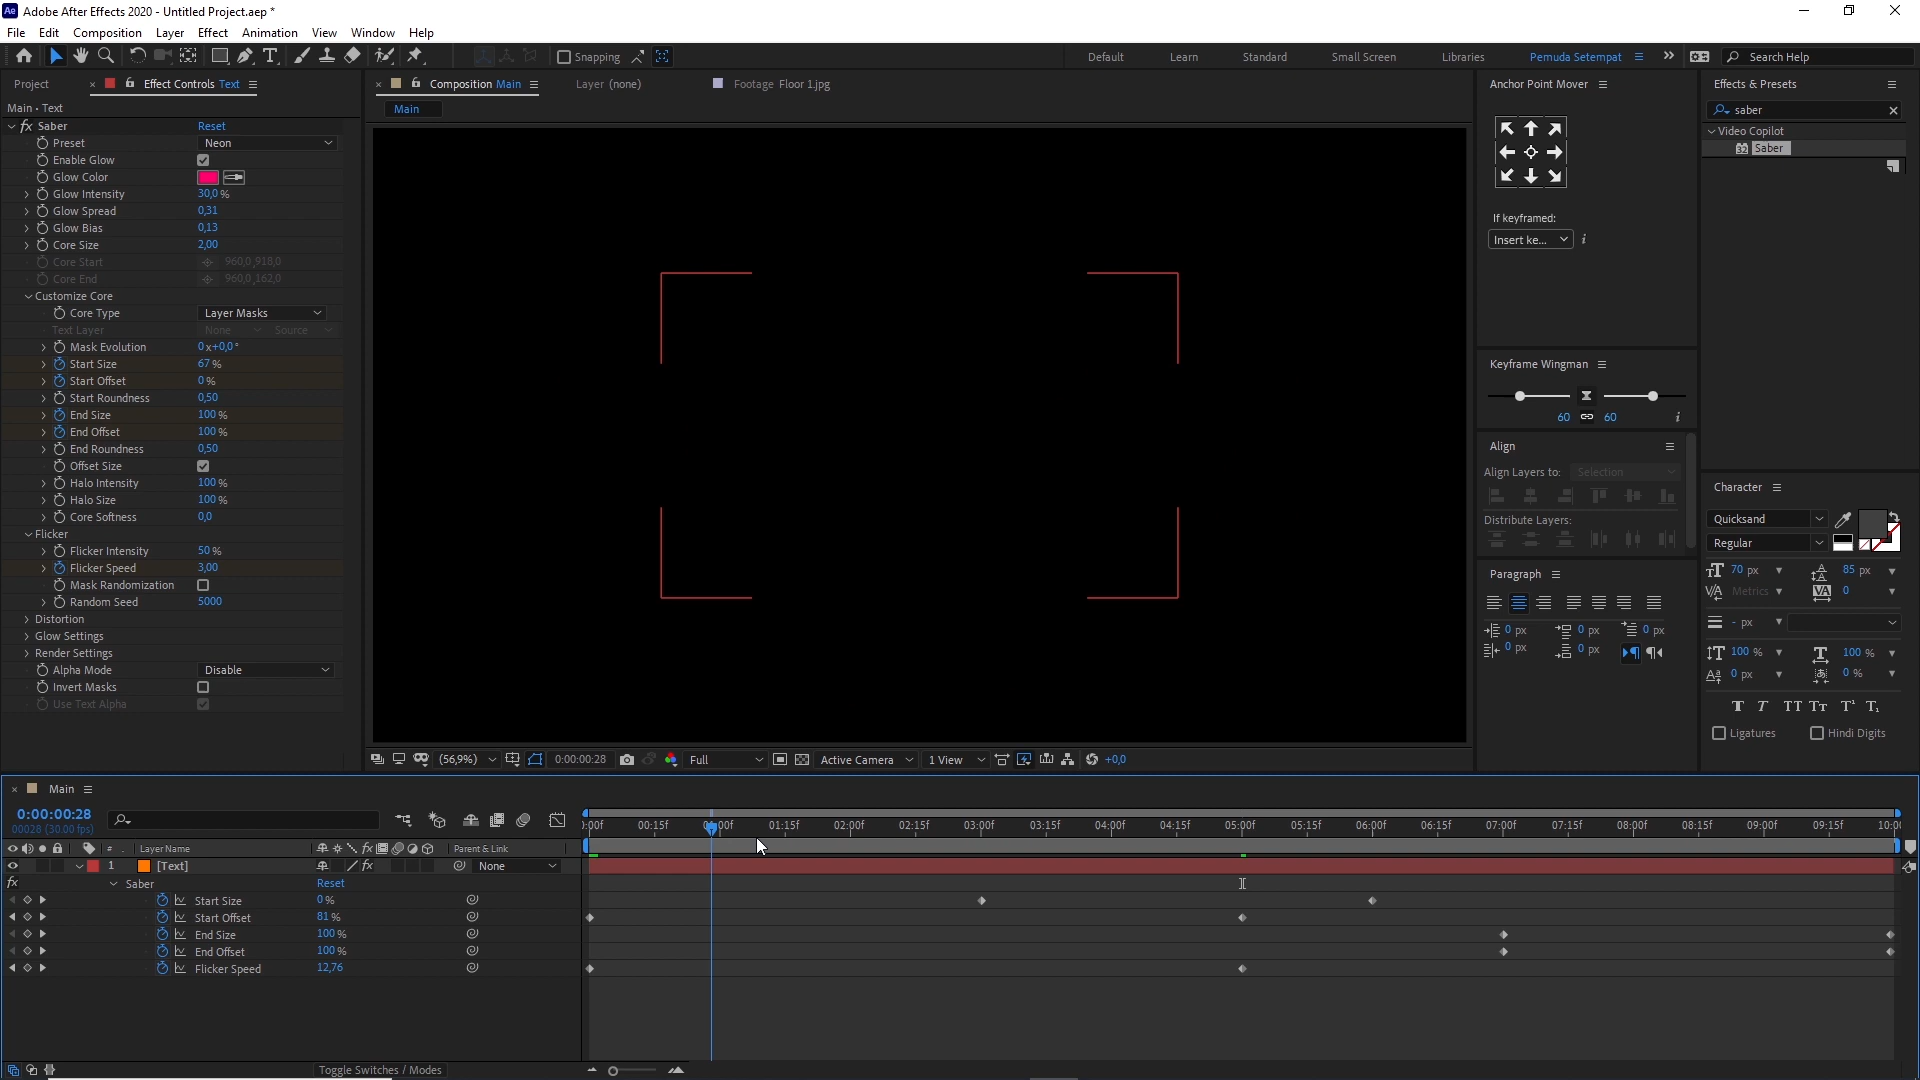 Ae Adobe After Effects 2020 - Untitled Project.aep *
File Edit Composition Layer Effect Animation View Window Help
Snapping
Default Learn Standard Small Screen Libraries Pemuda Setempat Search Help
Project Effect Controls Text
Composition Main Layer (none) Footage Floor 1.jpg
Main • Text
Main
fx Saber Reset
Preset Neon
Enable Glow
Glow Color
Glow Intensity 30,0 %
Glow Spread 0,31
Glow Bias 0,13
Core Size 2,00
Core Start 960,0,918,0
Core End 960,0,162,0
Customize Core
Core Type Layer Masks
Text Layer None Source
Mask Evolution 0x+0,0°
Start Size 67 %
Start Offset 0 %
Start Roundness 0,50
End Size 100 %
End Offset 100 %
End Roundness 0,50
Offset Size
Halo Intensity 100 %
Halo Size 100 %
Core Softness 0,0
Flicker
Flicker Intensity 50 %
Flicker Speed 3,00
Mask Randomization
Random Seed 5000
Distortion
Glow Settings
Render Settings
Alpha Mode Disable
Invert Masks
Use Text Alpha
(56,9%) 0:00:00:28 Full Active Camera 1 View +0,0
Anchor Point Mover
If keyframed:
Insert ke... i
Keyframe Wingman
60 60 i
Align
Align Layers to: Selection
Distribute Layers:
Paragraph
0 px 0 px 0 px
0 px 0 px
Effects & Presets
saber
Video Copilot
32 Saber
Character
Quicksand
Regular
70 px 85 px
Metrics 0
- px
100 % 100 %
0 px 0 %
T T TT Tt T¹ T₁
Ligatures Hindi Digits
Main
0:00:00:28
00028 (30.00 fps)
):00f 00:15f 01:00f 01:15f 02:00f 02:15f 03:00f 03:15f 04:00f 04:15f 05:00f 05:15f 06:00f 06:15f 07:00f 07:15f 08:00f 08:15f 09:00f 09:15f 10:0(
# . Layer Name fx Parent & Link
1 [Text] fx None
fx Saber Reset
Start Size 0 %
Start Offset 81 %
End Size 100 %
End Offset 100 %
Flicker Speed 12,76
Toggle Switches / Modes